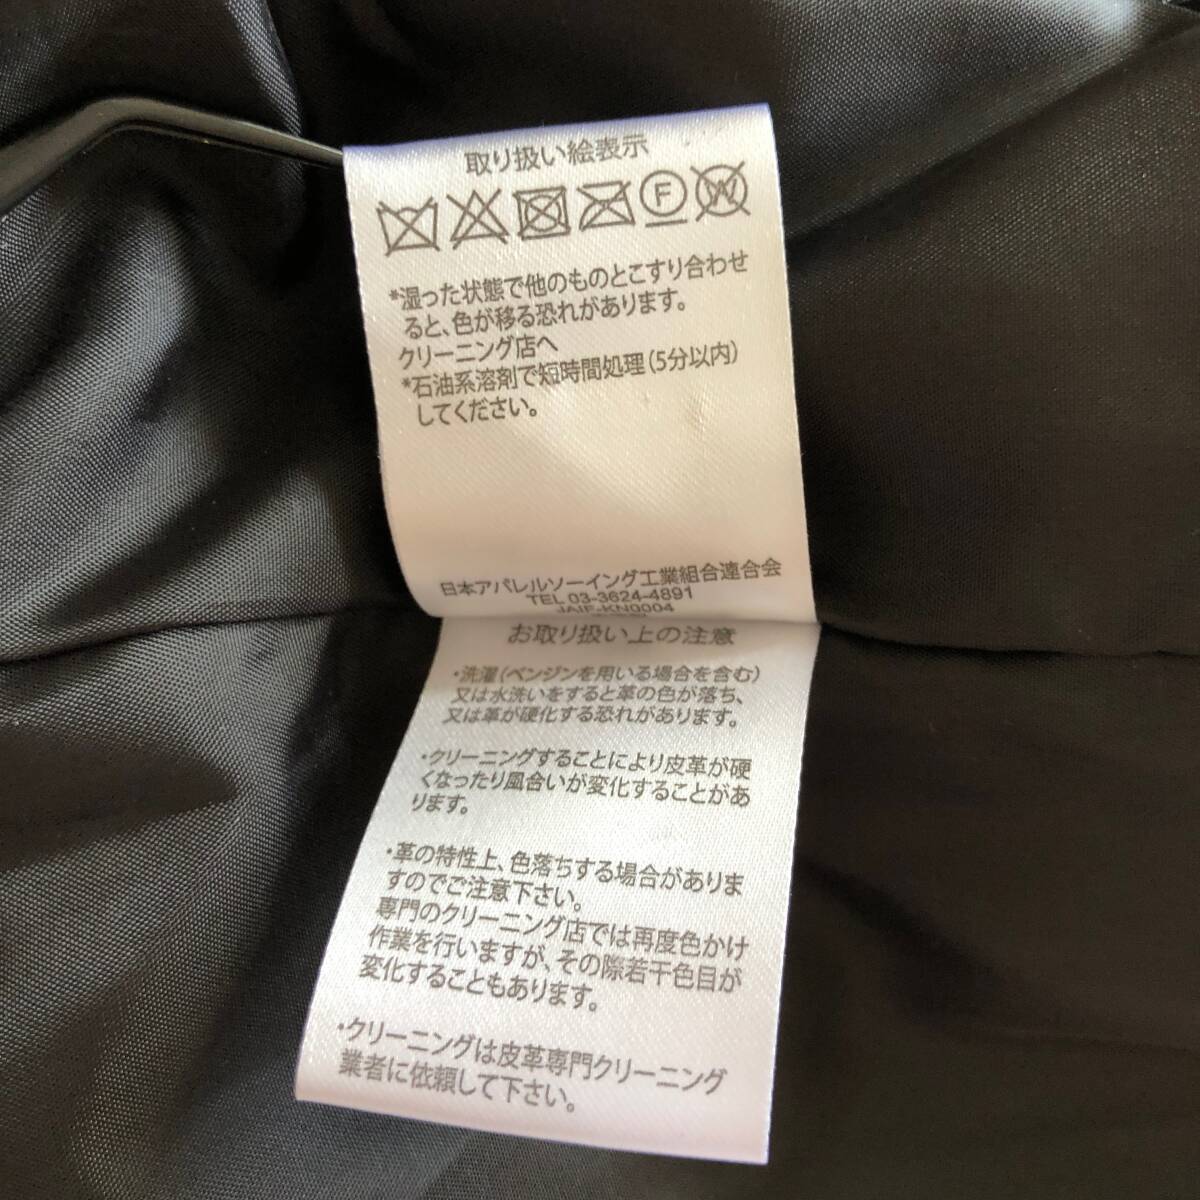 取り扱い絵表示
F W
*湿った状態で他のものとこすり合わせ
ると、色が移る恐れがあります。
クリーニング店へ
*石油系溶剤で短時間処理(5分以内)
してください。
日本アパレルソーイング工業組合連合会
TEL 03-3624-4891
JAIF-KN0004
お取り扱い上の注意
・洗濯(ベンジンを用いる場合を含む)
又は水洗いをすると革の色が落ち、
又は革が硬化する恐れがあります。
・クリーニングすることにより皮革が硬
くなったり風合いが変化することがあ
ります。
・革の特性上、色落ちする場合がありま
すのでご注意下さい。
専門のクリーニング店では再度色かけ
作業を行いますが、その際若干色目が
変化することもあります。
・クリーニングは皮革専門クリーニング
業者に依頼して下さい。